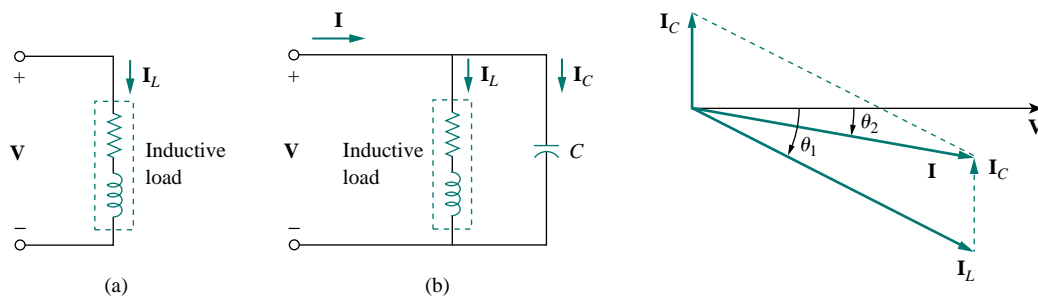 +
I_L
V
Inductive
load
−
(a)
I
+
I_L
I_C
V
Inductive
load
C
−
(b)
I_C
V
θ_2
θ_1
I
I_C
I_L